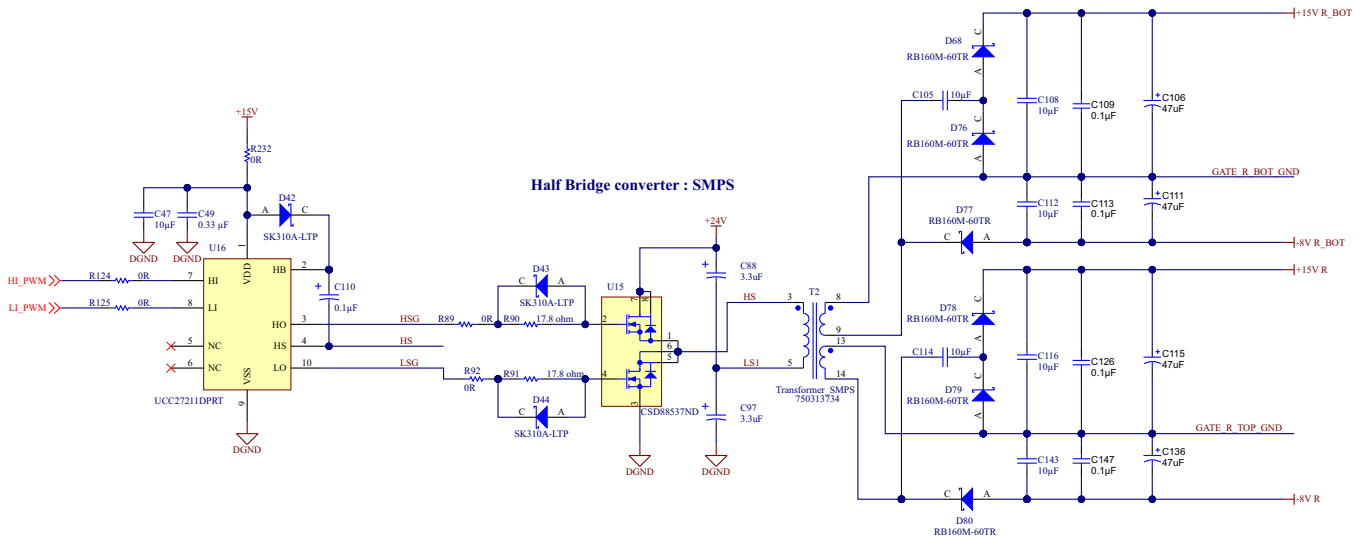 Half Bridge converter : SMPS
+15V
R232
0R
C47
10µF
C49
0.33 µF
DGND
DGND
D42
A
C
SK310A-LTP
U16
1
VDD
HI_PWM
R124
0R
7
HI
LI_PWM
R125
0R
8
LI
5
NC
6
NC
HB
2
HO
3
HS
4
LO
10
VSS
9
UCC27211DPRT
DGND
C110
0.1µF
HSG
HS
LSG
R89
0R
R90
17.8 ohm
D43
C
A
SK310A-LTP
R92
0R
R91
17.8 ohm
D44
C
A
SK310A-LTP
U15
7
8
2
1
6
5
4
3
CSD88537ND
DGND
+24V
C88
3.3uF
C97
3.3uF
DGND
HS
LS1
T2
3
5
8
9
13
14
Transformer_SMPS
750313734
D68
RB160M-60TR
C
A
C105
10µF
D76
RB160M-60TR
C
A
C108
10µF
C109
0.1µF
C106
47uF
+15V R_BOT
GATE_R_BOT_GND
C112
10µF
C113
0.1µF
C111
47uF
D77
RB160M-60TR
C
A
-8V R_BOT
+15V R
D78
RB160M-60TR
C
A
C114
10µF
D79
RB160M-60TR
C
A
C116
10µF
C126
0.1µF
C115
47uF
GATE_R_TOP_GND
C143
10µF
C147
0.1µF
C136
47uF
C
A
D80
RB160M-60TR
-8V R